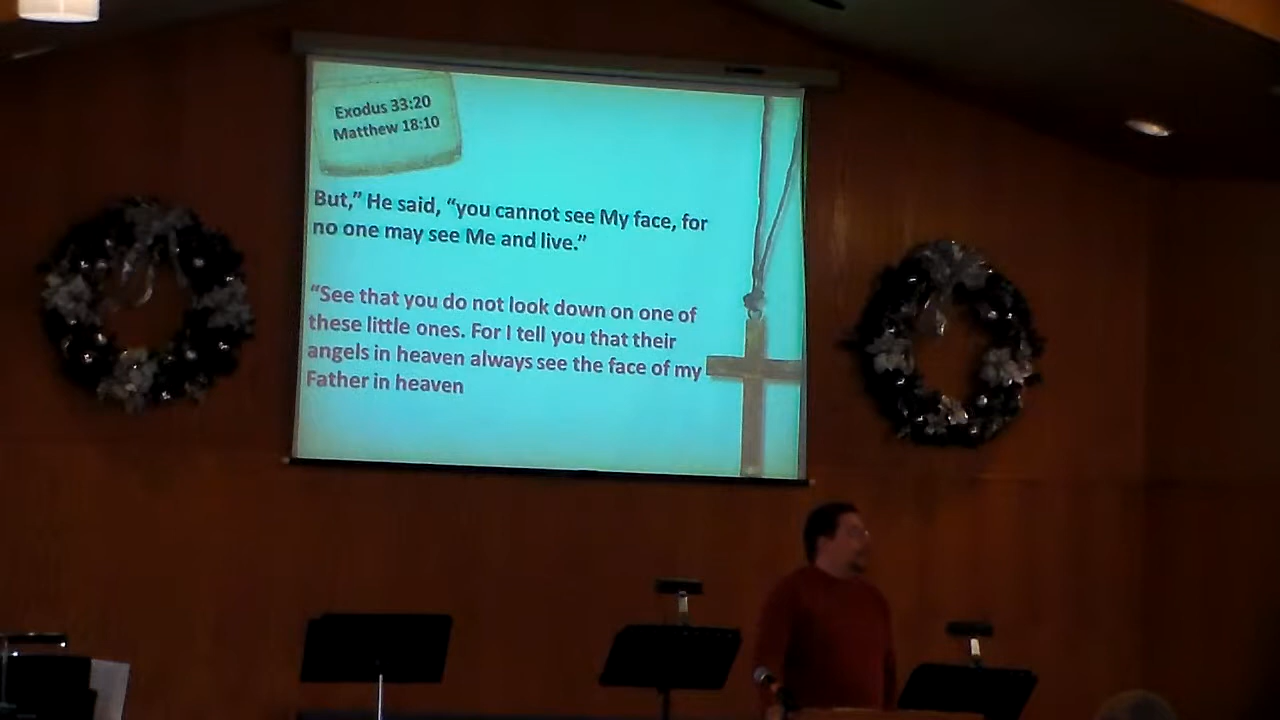 Exodus 33:20
Matthew 18:10
But,” He said, “you cannot see My face, for
no one may see Me and live.”
“See that you do not look down on one of
these little ones. For I tell you that their
angels in heaven always see the face of my
Father in heaven